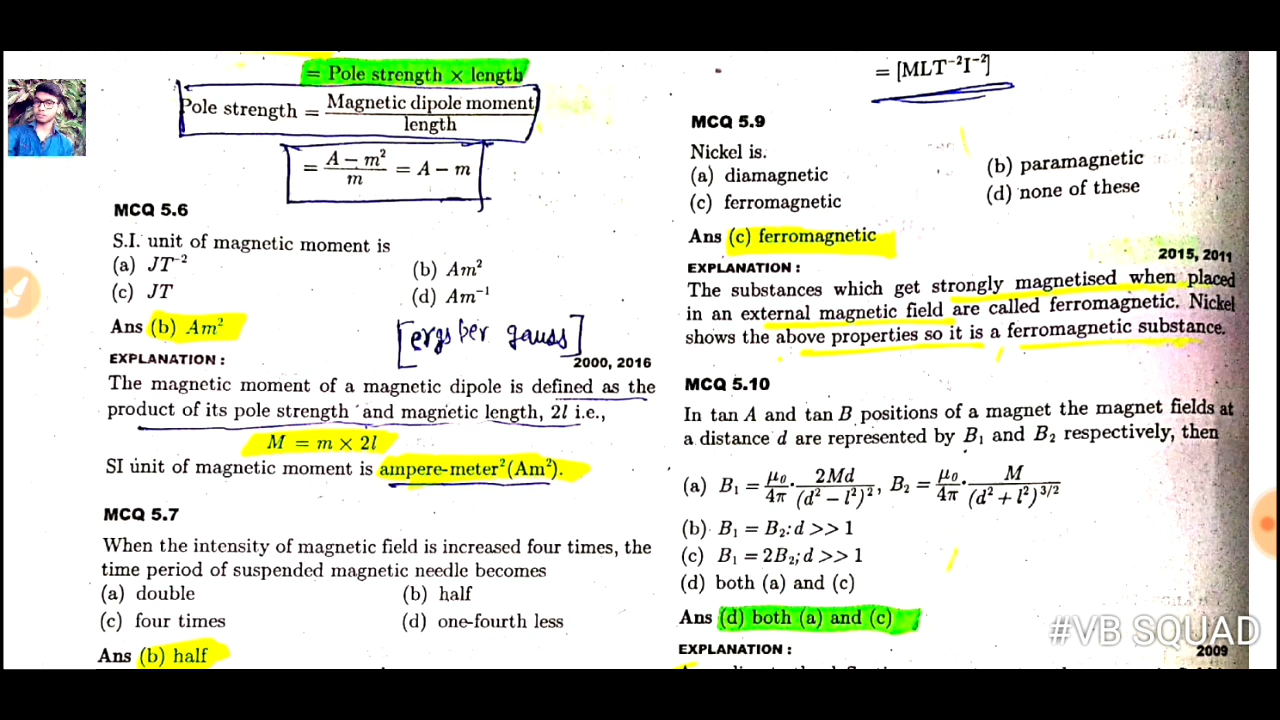 = Pole strength × length
Pole strength = Magnetic dipole moment / length
= A − m² / m = A − m
MCQ 5.6
S.I. unit of magnetic moment is
(a) JT⁻²
(b) Am²
(c) JT
(d) Am⁻¹
Ans (b) Am²
[ergs per gauss]
EXPLANATION :
2000, 2016
The magnetic moment of a magnetic dipole is defined as the
product of its pole strength and magnetic length, 2l i.e.,
M = m × 2l
SI unit of magnetic moment is ampere-meter² (Am²).
MCQ 5.7
When the intensity of magnetic field is increased four times, the
time period of suspended magnetic needle becomes
(a) double
(b) half
(c) four times
(d) one-fourth less
Ans (b) half
= [MLT⁻²I⁻²]
MCQ 5.9
Nickel is.
(a) diamagnetic
(b) paramagnetic
(c) ferromagnetic
(d) none of these
Ans (c) ferromagnetic
2015, 2011
EXPLANATION :
The substances which get strongly magnetised when placed
in an external magnetic field are called ferromagnetic. Nickel
shows the above properties so it is a ferromagnetic substance.
MCQ 5.10
In tan A and tan B positions of a magnet the magnet fields at
a distance d are represented by B₁ and B₂ respectively, then
(a) B₁ = μ₀/4π · 2Md/(d² − l²)², B₂ = μ₀/4π · M/(d² + l²)^3/2
(b) B₁ = B₂; d >> 1
(c) B₁ = 2B₂; d >> 1
(d) both (a) and (c)
Ans (d) both (a) and (c)
#VB SQUAD
EXPLANATION :
2009